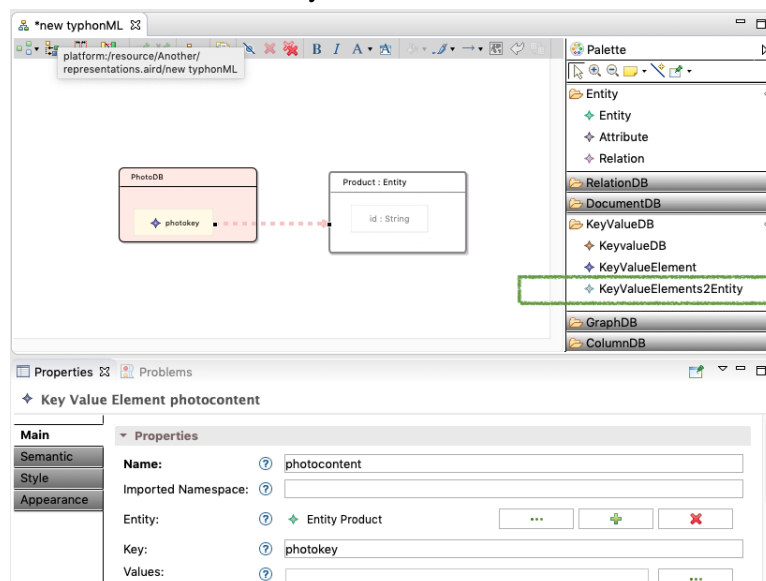 *new typhonML
platform:/resource/Another/
representations.aird/new typhonML
B I A
Palette
Entity
Entity
Attribute
Relation
RelationDB
DocumentDB
KeyValueDB
KeyvalueDB
KeyValueElement
KeyValueElements2Entity
GraphDB
ColumnDB
PhotoDB
photokey
Product : Entity
id : String
Properties
Problems
Key Value Element photocontent
Main
Semantic
Style
Appearance
Properties
Name: ? photocontent
Imported Namespace: ?
Entity: ? Entity Product ...
Key: ? photokey
Values: ? ...